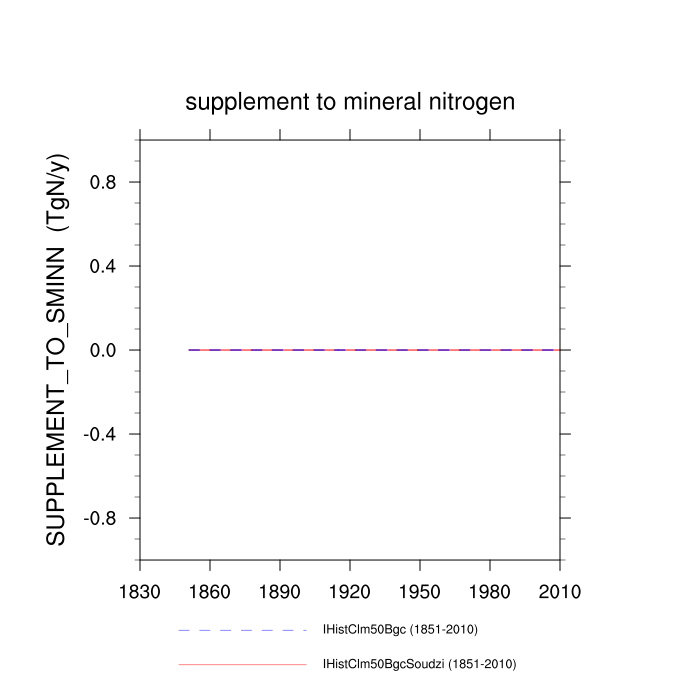 supplement to mineral nitrogen
SUPPLEMENT_TO_SMINN (TgN/y)
0.8
0.4
0.0
-0.4
-0.8
1830 1860 1890 1920 1950 1980 2010
IHistClm50Bgc (1851-2010)
IHistClm50BgcSoudzi (1851-2010)